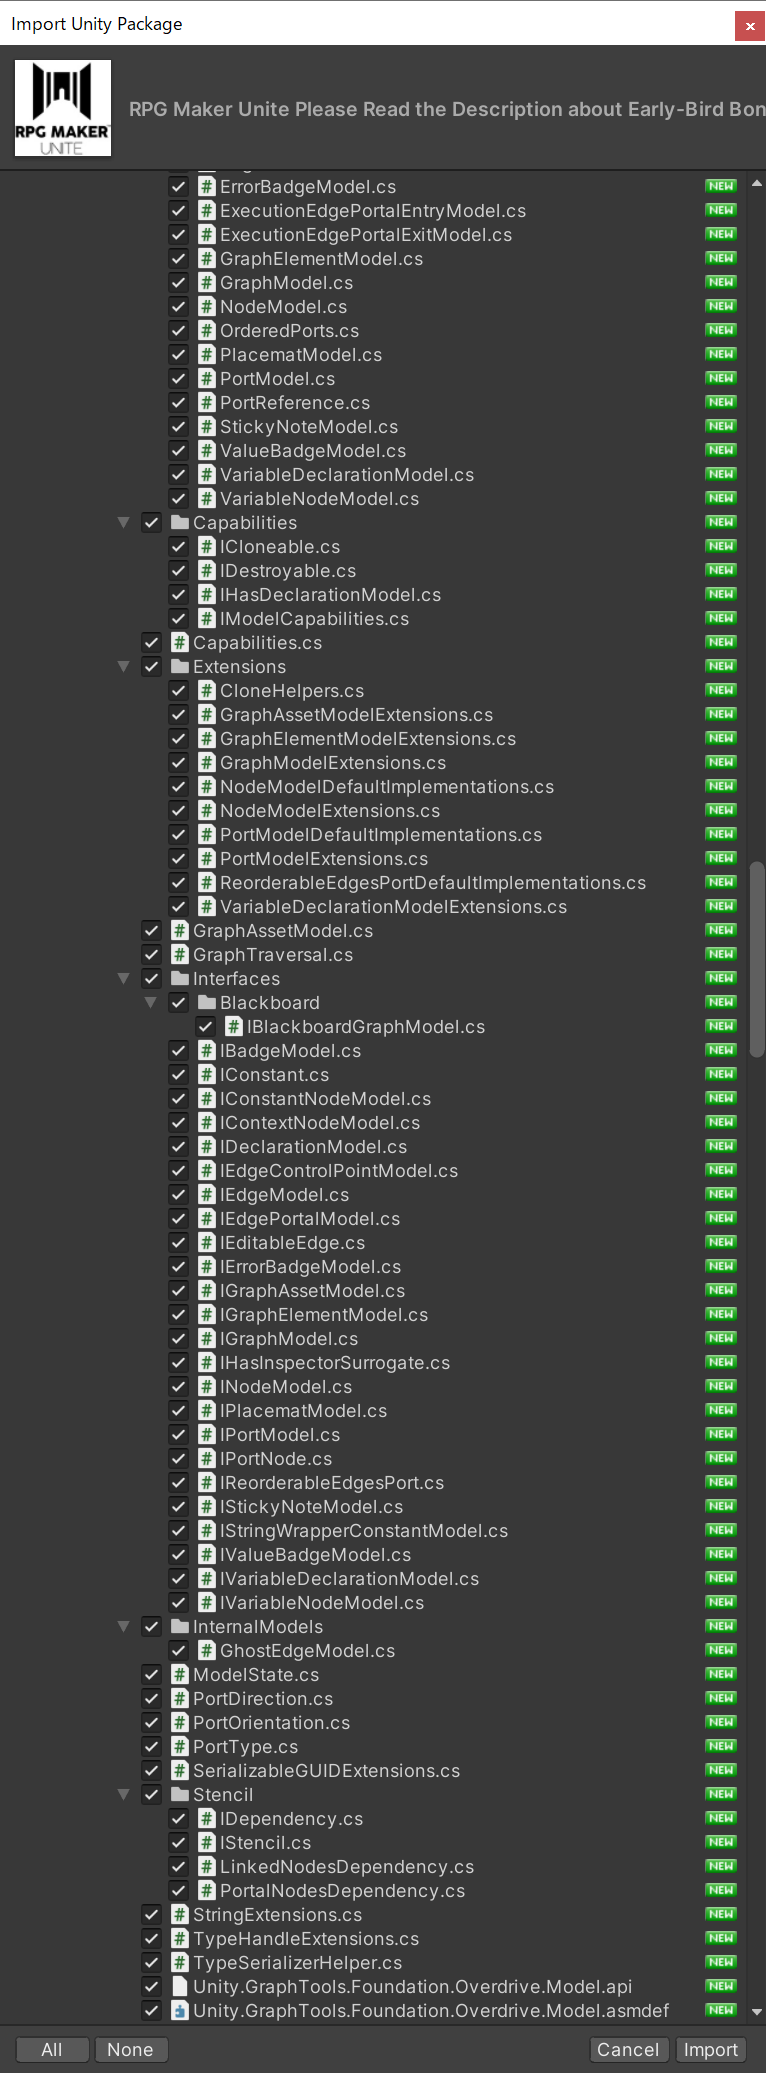 Import Unity Package
x
RPG MAKER
UNITE
RPG Maker Unite Please Read the Description about Early-Bird Bon
ErrorBadgeModel.cs NEW
ExecutionEdgePortalEntryModel.cs NEW
ExecutionEdgePortalExitModel.cs NEW
GraphElementModel.cs NEW
GraphModel.cs NEW
NodeModel.cs NEW
OrderedPorts.cs NEW
PlacematModel.cs NEW
PortModel.cs NEW
PortReference.cs NEW
StickyNoteModel.cs NEW
ValueBadgeModel.cs NEW
VariableDeclarationModel.cs NEW
VariableNodeModel.cs NEW
Capabilities NEW
ICloneable.cs NEW
IDestroyable.cs NEW
IHasDeclarationModel.cs NEW
IModelCapabilities.cs NEW
Capabilities.cs NEW
Extensions NEW
CloneHelpers.cs NEW
GraphAssetModelExtensions.cs NEW
GraphElementModelExtensions.cs NEW
GraphModelExtensions.cs NEW
NodeModelDefaultImplementations.cs NEW
NodeModelExtensions.cs NEW
PortModelDefaultImplementations.cs NEW
PortModelExtensions.cs NEW
ReorderableEdgesPortDefaultImplementations.cs NEW
VariableDeclarationModelExtensions.cs NEW
GraphAssetModel.cs NEW
GraphTraversal.cs NEW
Interfaces NEW
Blackboard NEW
IBlackboardGraphModel.cs NEW
IBadgeModel.cs NEW
IConstant.cs NEW
IConstantNodeModel.cs NEW
IContextNodeModel.cs NEW
IDeclarationModel.cs NEW
IEdgeControlPointModel.cs NEW
IEdgeModel.cs NEW
IEdgePortalModel.cs NEW
IEditableEdge.cs NEW
IErrorBadgeModel.cs NEW
IGraphAssetModel.cs NEW
IGraphElementModel.cs NEW
IGraphModel.cs NEW
IHasInspectorSurrogate.cs NEW
INodeModel.cs NEW
IPlacematModel.cs NEW
IPortModel.cs NEW
IPortNode.cs NEW
IReorderableEdgesPort.cs NEW
IStickyNoteModel.cs NEW
IStringWrapperConstantModel.cs NEW
IValueBadgeModel.cs NEW
IVariableDeclarationModel.cs NEW
IVariableNodeModel.cs NEW
InternalModels NEW
GhostEdgeModel.cs NEW
ModelState.cs NEW
PortDirection.cs NEW
PortOrientation.cs NEW
PortType.cs NEW
SerializableGUIDExtensions.cs NEW
Stencil NEW
IDependency.cs NEW
IStencil.cs NEW
LinkedNodesDependency.cs NEW
PortalNodesDependency.cs NEW
StringExtensions.cs NEW
TypeHandleExtensions.cs NEW
TypeSerializerHelper.cs NEW
Unity.GraphTools.Foundation.Overdrive.Model.api NEW
Unity.GraphTools.Foundation.Overdrive.Model.asmdef NEW
All None Cancel Import